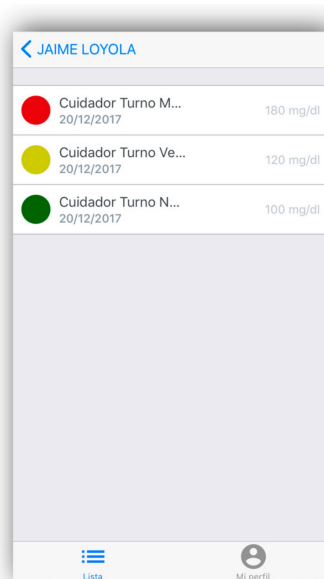 JAIME LOYOLA
Cuidador Turno M...
20/12/2017
180 mg/dl
Cuidador Turno Ve...
20/12/2017
120 mg/dl
Cuidador Turno N...
20/12/2017
100 mg/dl
Lista
Mi perfil